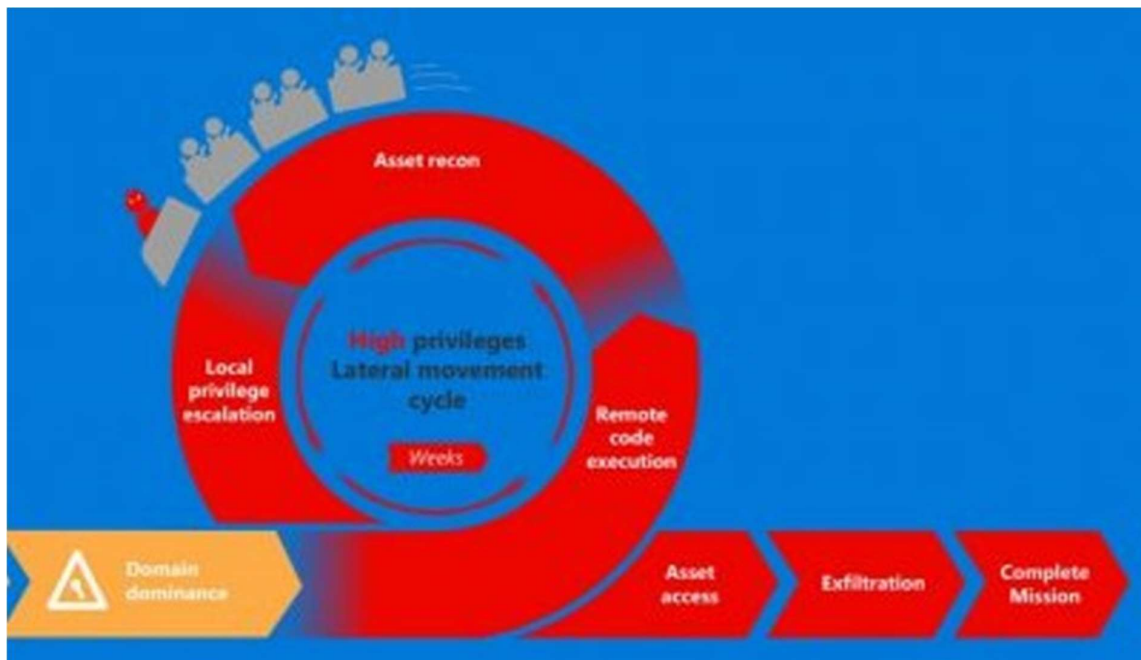 Asset recon
High privileges
Lateral movement
cycle
Weeks
Local
privilege
escalation
Remote
code
execution
Domain
dominance
Asset
access
Exfiltration
Complete
Mission